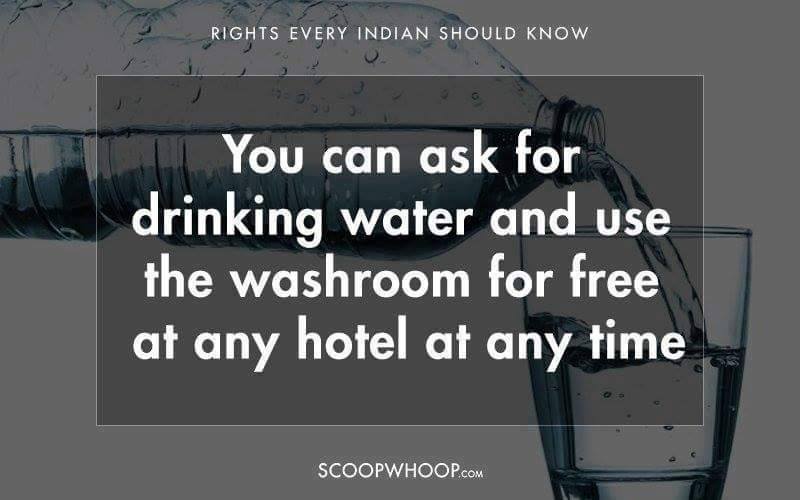 RIGHTS EVERY INDIAN SHOULD KNOW
You can ask for
drinking water and use
the washroom for free
at any hotel at any time
SCOOPWHOOP.COM